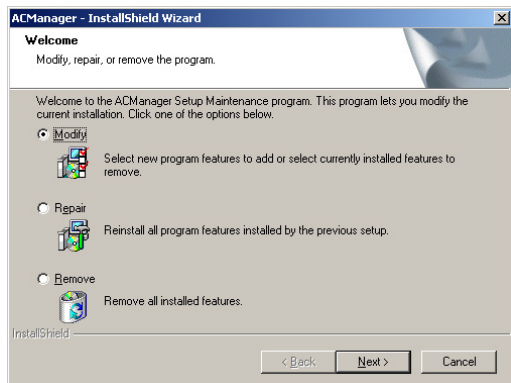 ACManager - InstallShield Wizard
Welcome
Modify, repair, or remove the program.
Welcome to the ACManager Setup Maintenance program. This program lets you modify the
current installation. Click one of the options below.
Modify
Select new program features to add or select currently installed features to
remove.
Repair
Reinstall all program features installed by the previous setup.
Remove
Remove all installed features.
InstallShield
< Back
Next >
Cancel